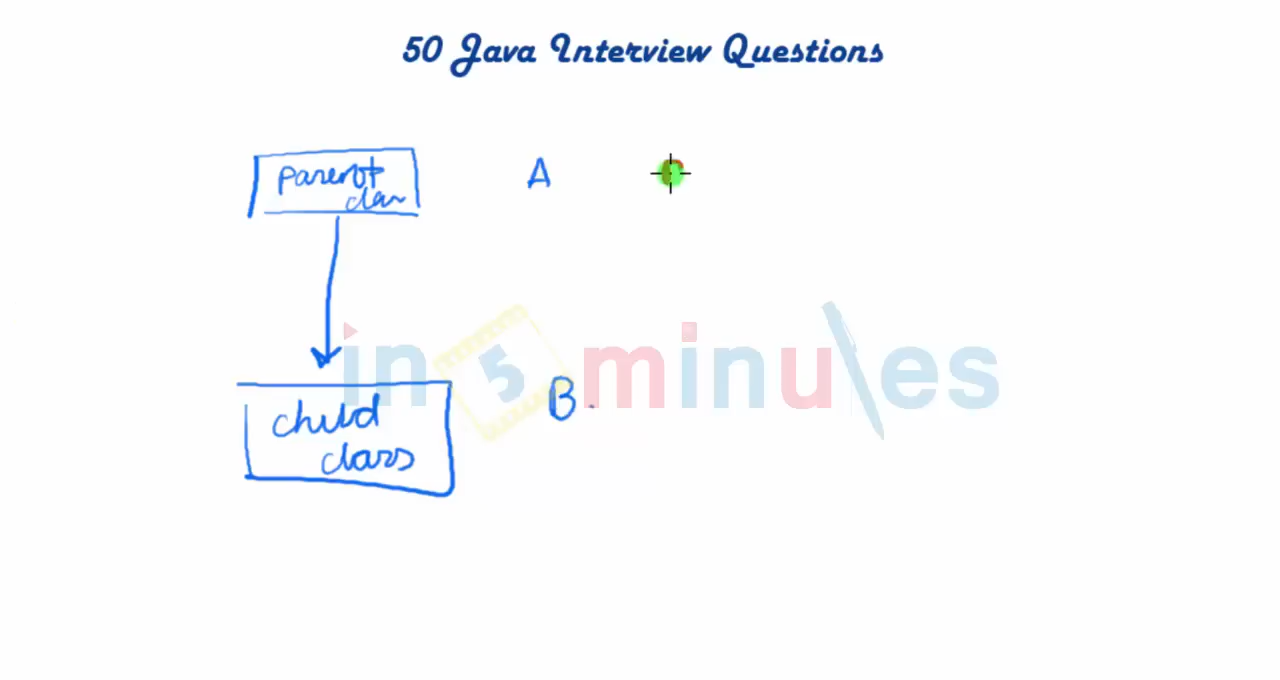 50 Java Interview Questions
parent
class
A
in 5 minutes
B.
child
class